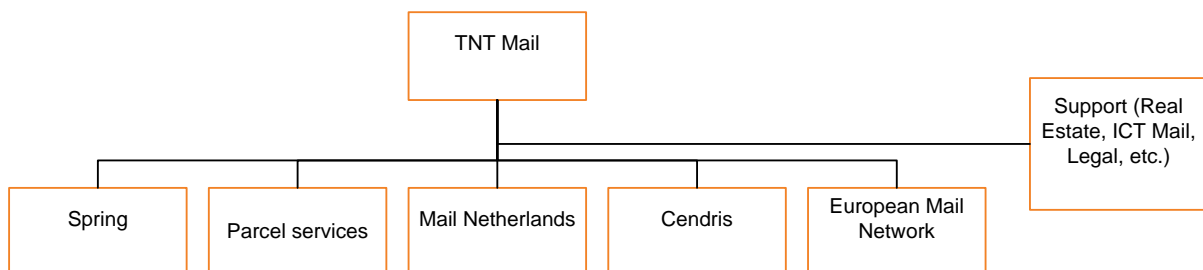 TNT Mail
Support (Real
Estate, ICT Mail,
Legal, etc.)
Spring
Parcel services
Mail Netherlands
Cendris
European Mail
Network